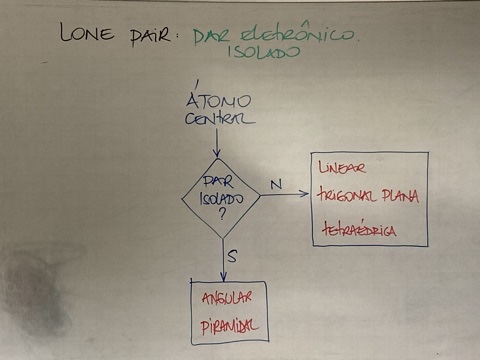 LONE PAIR: PAR ELETRÔNICO.
ISOLADO
ÁTOMO
CENTRAL
PAR
ISOLADO
?
N
S
LINEAR
TRIGONAL PLANA
TETRAÉDRICA
ANGULAR
PIRAMIDAL